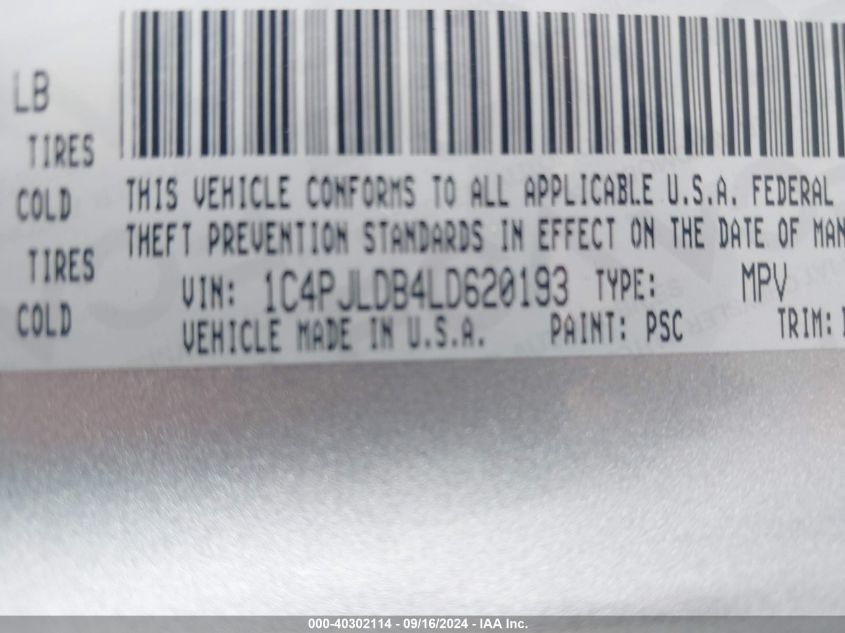 LB
TIRES
COLD
TIRES
COLD
THIS VEHICLE CONFORMS TO ALL APPLICABLE U.S.A. FEDERAL
THEFT PREVENTION STANDARDS IN EFFECT ON THE DATE OF MAN
VIN: 1C4PJLDB4LD620193 TYPE: MPV
VEHICLE MADE IN U.S.A. PAINT: PSC TRIM:
000-40302114 - 09/16/2024 - IAA Inc.